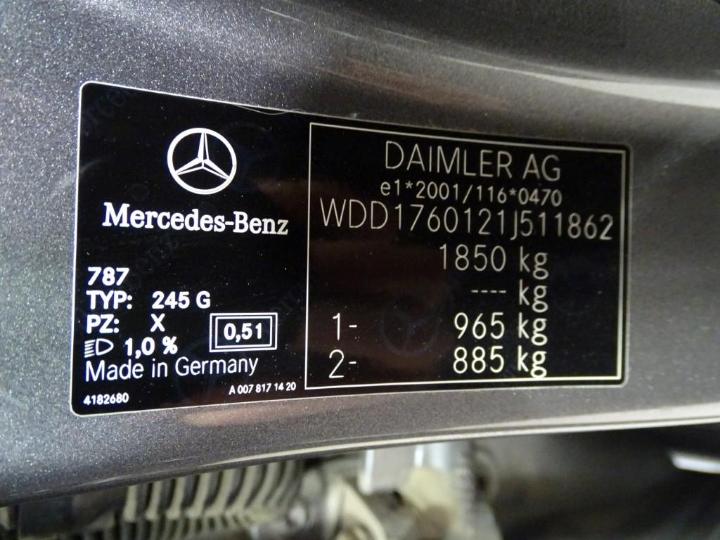 Mercedes-Benz
787
TYP: 245 G
PZ: X
0,51
1,0 %
Made in Germany
4182680
A 007 817 14 20
DAIMLER AG
e1*2001/116*0470
WDD1760121J511862
1850 kg
---- kg
1- 965 kg
2- 885 kg